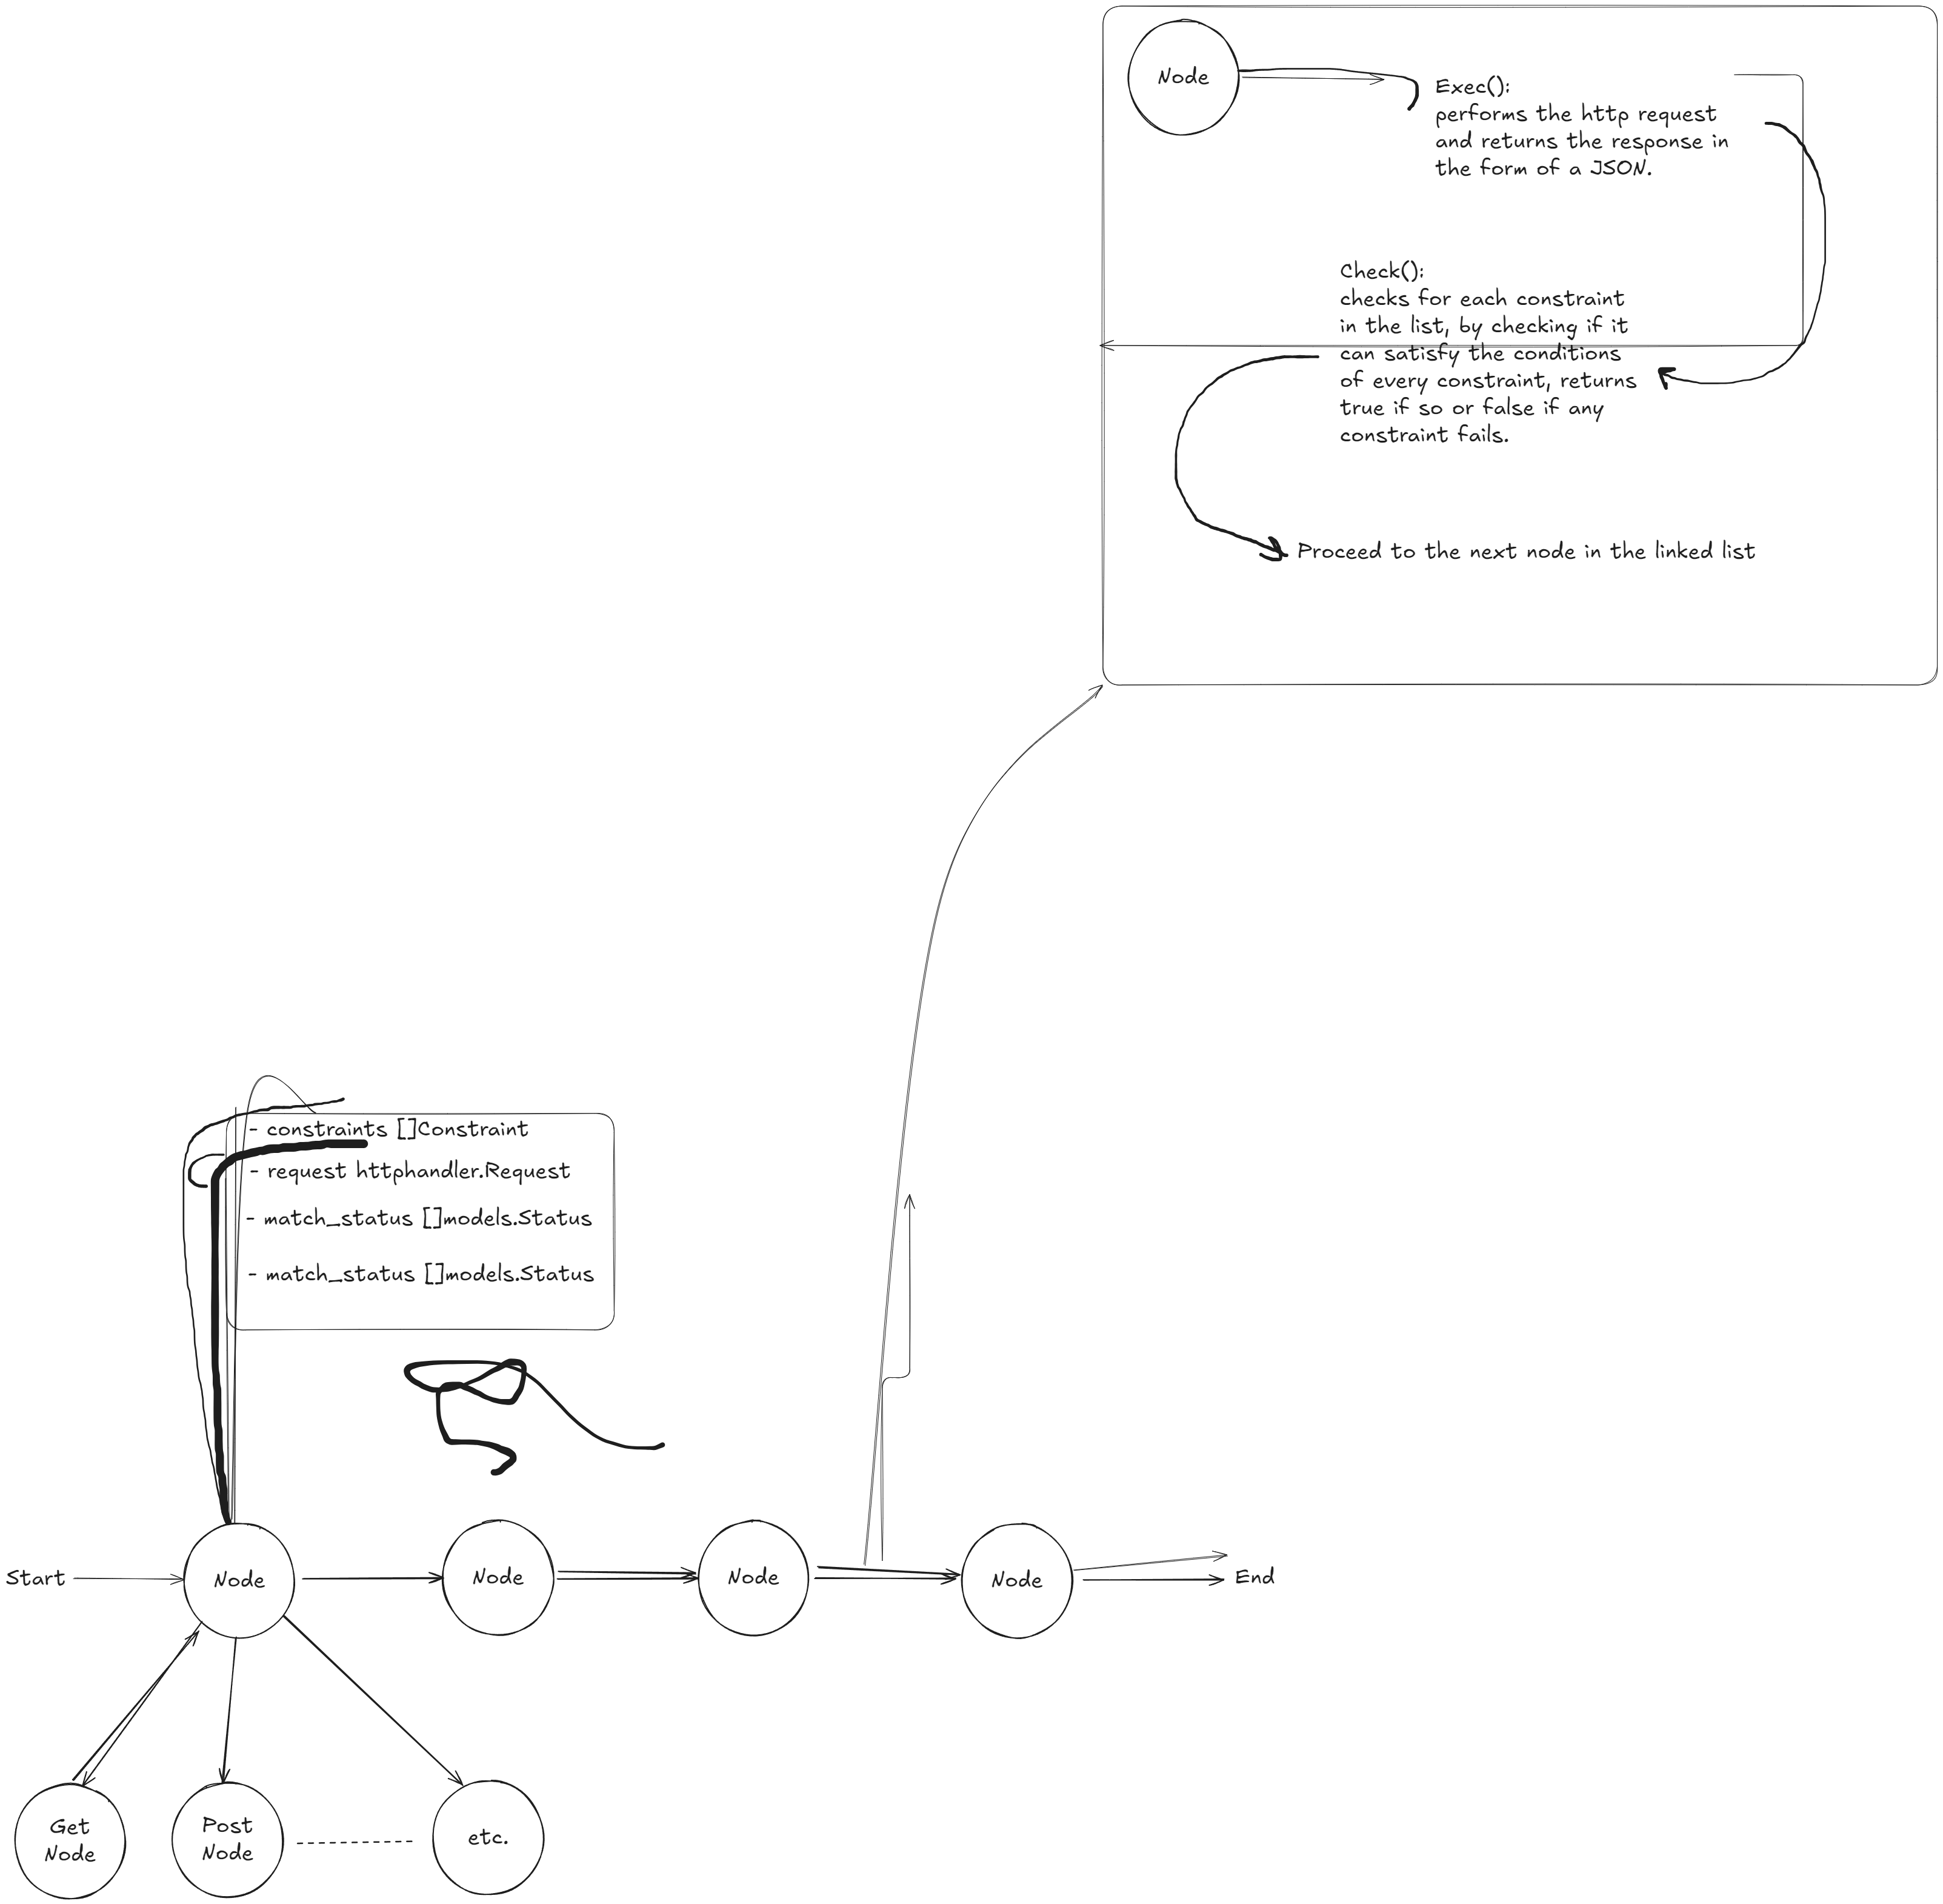 Node
Exec():
performs the http request
and returns the response in
the form of a JSON.
Check():
checks for each constraint
in the list, by checking if it
can satisfy the conditions
of every constraint, returns
true if so or false if any
constraint fails.
Proceed to the next node in the linked list
- constraints []Constraint
- request httphandler.Request
- match_status []models.Status
- match_status []models.Status
Start
Node
Node
Node
Node
End
Get
Node
Post
Node
etc.